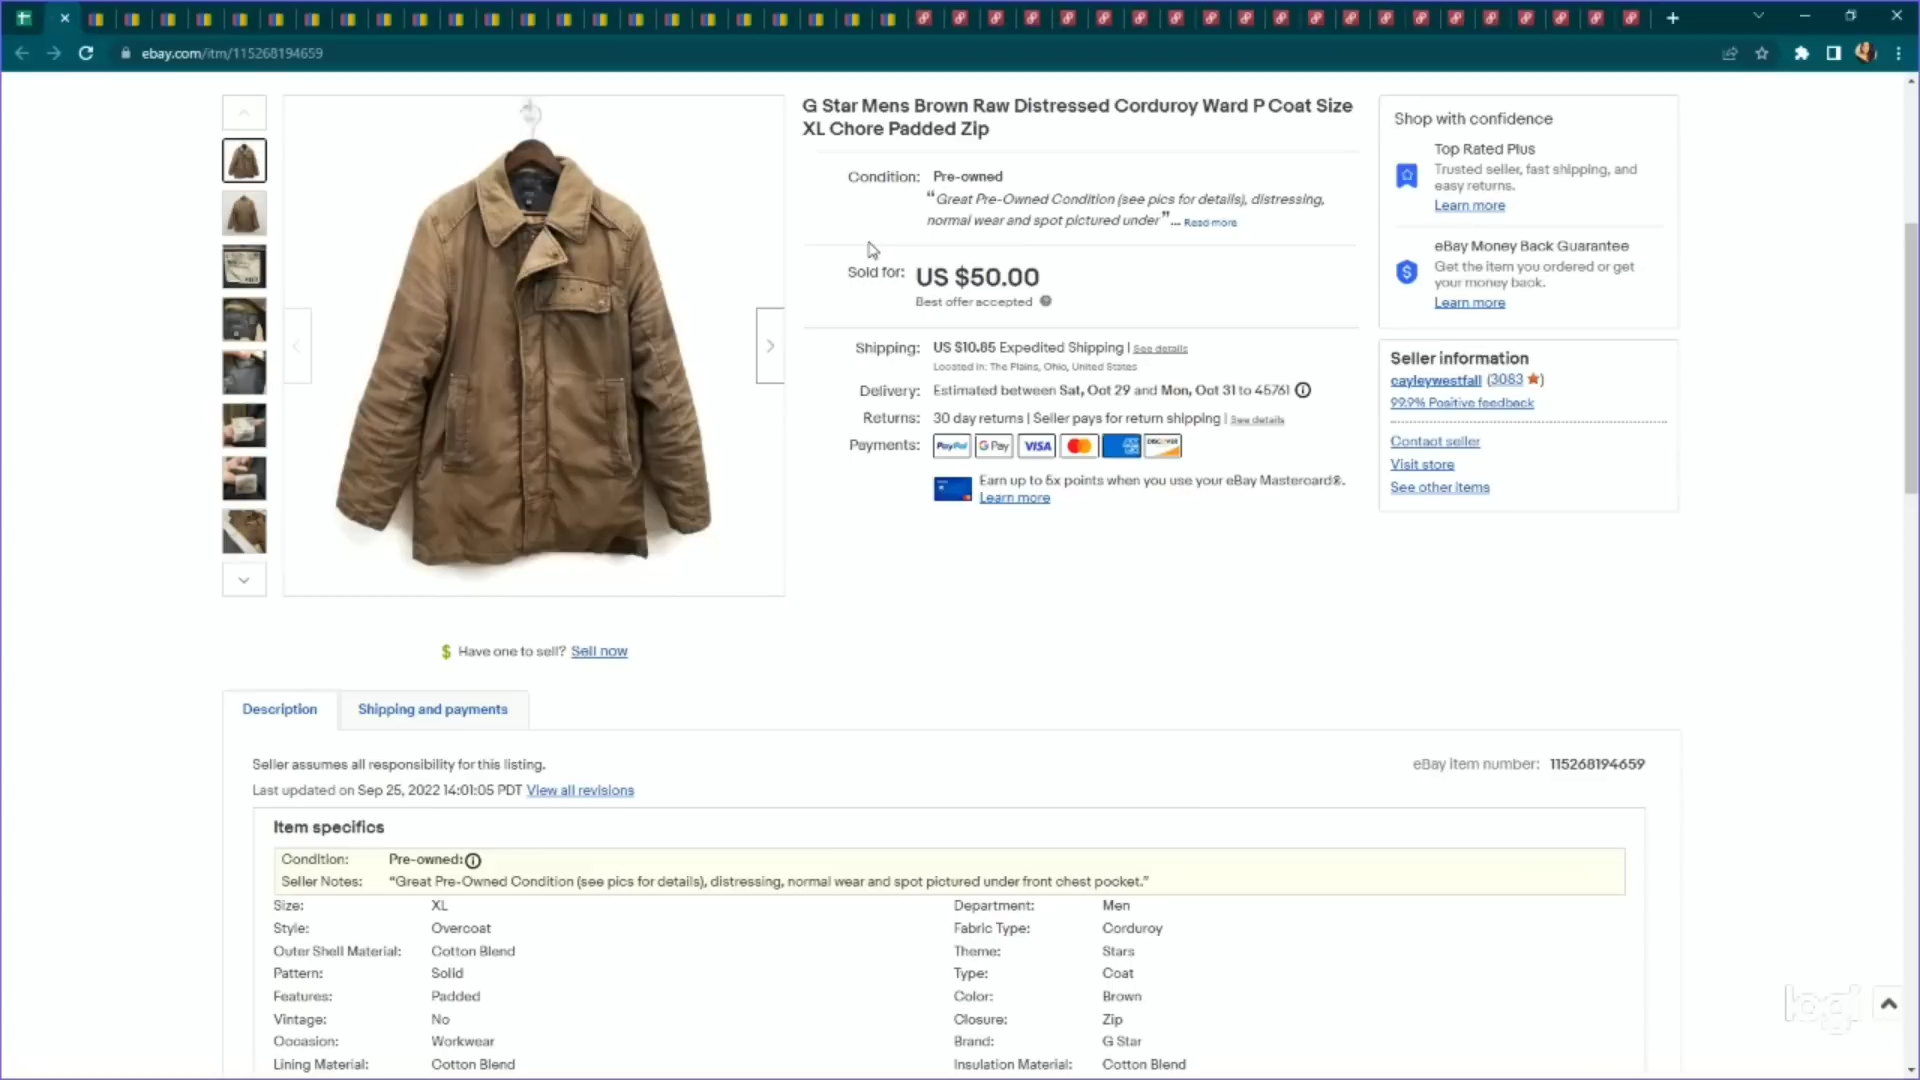 ebay.com/itm/115268194659
G Star Mens Brown Raw Distressed Corduroy Ward P Coat Size
XL Chore Padded Zip
Condition: Pre-owned
"Great Pre-Owned Condition (see pics for details), distressing,
normal wear and spot pictured under"... Read more
Sold for: US $50.00
Best offer accepted
Shipping: US $10.85 Expedited Shipping | See details
Located in: The Plains, Ohio, United States
Delivery: Estimated between Sat, Oct 29 and Mon, Oct 31 to 45761
Returns: 30 day returns | Seller pays for return shipping | See details
Payments: PayPal G Pay VISA DISCOVER
Earn up to 5x points when you use your eBay Mastercard®.
Learn more
Shop with confidence
Top Rated Plus
Trusted seller, fast shipping, and
easy returns.
Learn more
eBay Money Back Guarantee
Get the item you ordered or get
your money back.
Learn more
Seller information
cayleywestfall (3083)
99.9% Positive feedback
Contact seller
Visit store
See other items
Have one to sell? Sell now
Description
Shipping and payments
Seller assumes all responsibility for this listing.
eBay item number: 115268194659
Last updated on Sep 25, 2022 14:01:05 PDT View all revisions
Item specifics
Condition: Pre-owned:
Seller Notes: "Great Pre-Owned Condition (see pics for details), distressing, normal wear and spot pictured under front chest pocket."
Size: XL Department: Men
Style: Overcoat Fabric Type: Corduroy
Outer Shell Material: Cotton Blend Theme: Stars
Pattern: Solid Type: Coat
Features: Padded Color: Brown
Vintage: No Closure: Zip
Occasion: Workwear Brand: G Star
Lining Material: Cotton Blend Insulation Material: Cotton Blend
logi